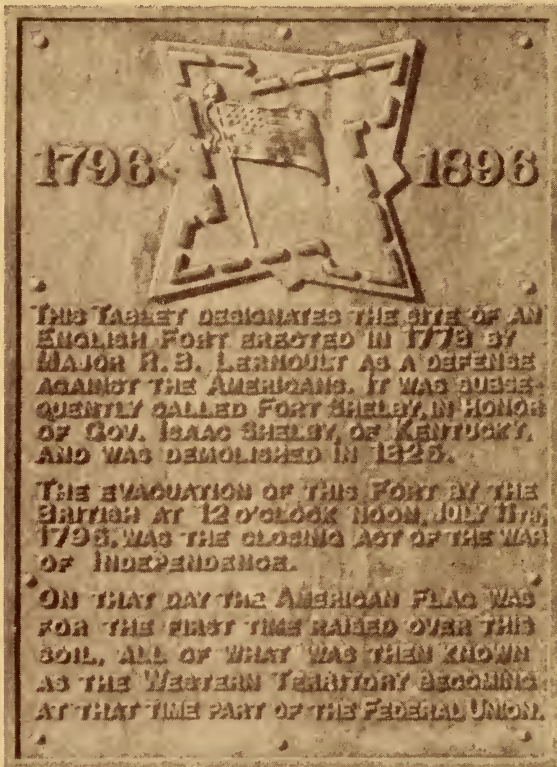 1796 1896
THIS TABLET DESIGNATES THE SITE OF AN
ENGLISH FORT ERECTED IN 1778 BY
MAJOR R. B. LERNOULT AS A DEFENSE
AGAINST THE AMERICANS. IT WAS SUBSE-
QUENTLY CALLED FORT SHELBY, IN HONOR
OF GOV. ISAAC SHELBY, OF KENTUCKY,
AND WAS DEMOLISHED IN 1826.
THE EVACUATION OF THIS FORT BY THE
BRITISH AT 12 O'CLOCK NOON, JULY 11TH,
1796, WAS THE CLOSING ACT OF THE WAR
OF INDEPENDENCE.
ON THAT DAY THE AMERICAN FLAG WAS
FOR THE FIRST TIME RAISED OVER THIS
SOIL, ALL OF WHAT WAS THEN KNOWN
AS THE WESTERN TERRITORY BECOMING
AT THAT TIME PART OF THE FEDERAL UNION.